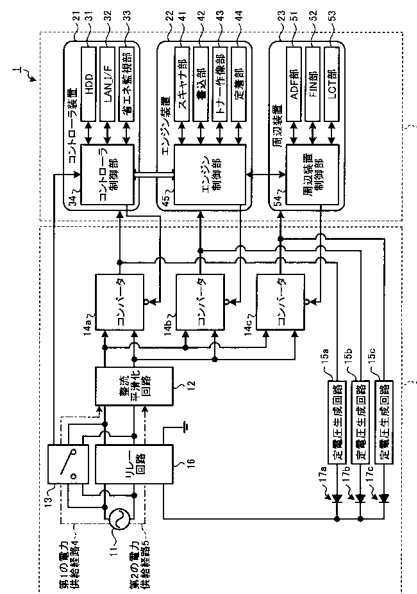 1
21
コントローラ装置
31
HDD
32
LAN I/F
33
省エネ監視部
34
コントローラ
制御部
22
エンジン装置
41
スキャナ部
42
書込部
43
トナー作像部
44
定着部
45
エンジン
制御部
23
周辺装置
51
ADF部
52
FIN部
53
LCT部
54
周辺装置
制御部
14a
コンバータ
14b
コンバータ
14c
コンバータ
整流
平滑化
回路
12
13
リレー
回路
16
11
第1の電力
供給経路4
第2の電力
供給経路5
15a
定電圧生成回路
15b
定電圧生成回路
15c
定電圧生成回路
17a
17b
17c